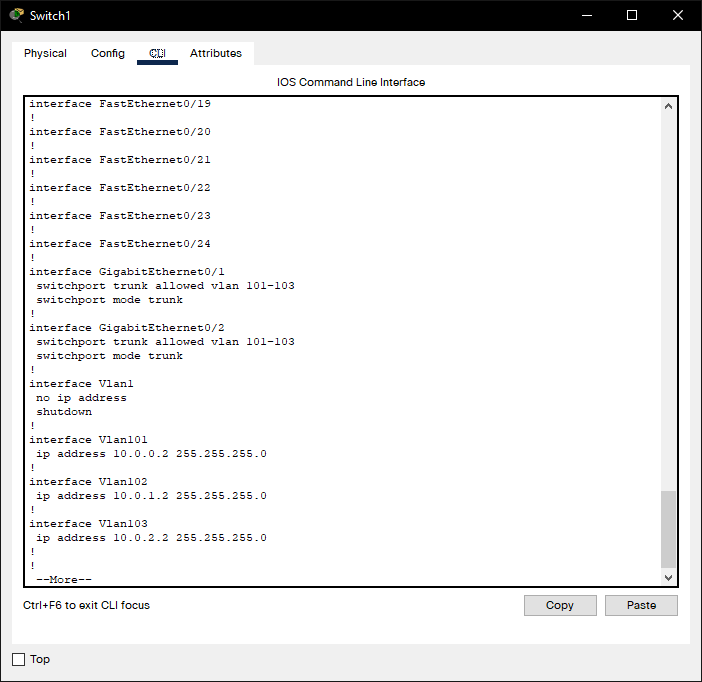 Switch1
Physical Config CLI Attributes
IOS Command Line Interface
interface FastEthernet0/19
!
interface FastEthernet0/20
!
interface FastEthernet0/21
!
interface FastEthernet0/22
!
interface FastEthernet0/23
!
interface FastEthernet0/24
!
interface GigabitEthernet0/1
 switchport trunk allowed vlan 101-103
 switchport mode trunk
!
interface GigabitEthernet0/2
 switchport trunk allowed vlan 101-103
 switchport mode trunk
!
interface Vlan1
 no ip address
 shutdown
!
interface Vlan101
 ip address 10.0.0.2 255.255.255.0
!
interface Vlan102
 ip address 10.0.1.2 255.255.255.0
!
interface Vlan103
 ip address 10.0.2.2 255.255.255.0
!
!
 --More--
Ctrl+F6 to exit CLI focus
Copy Paste
Top